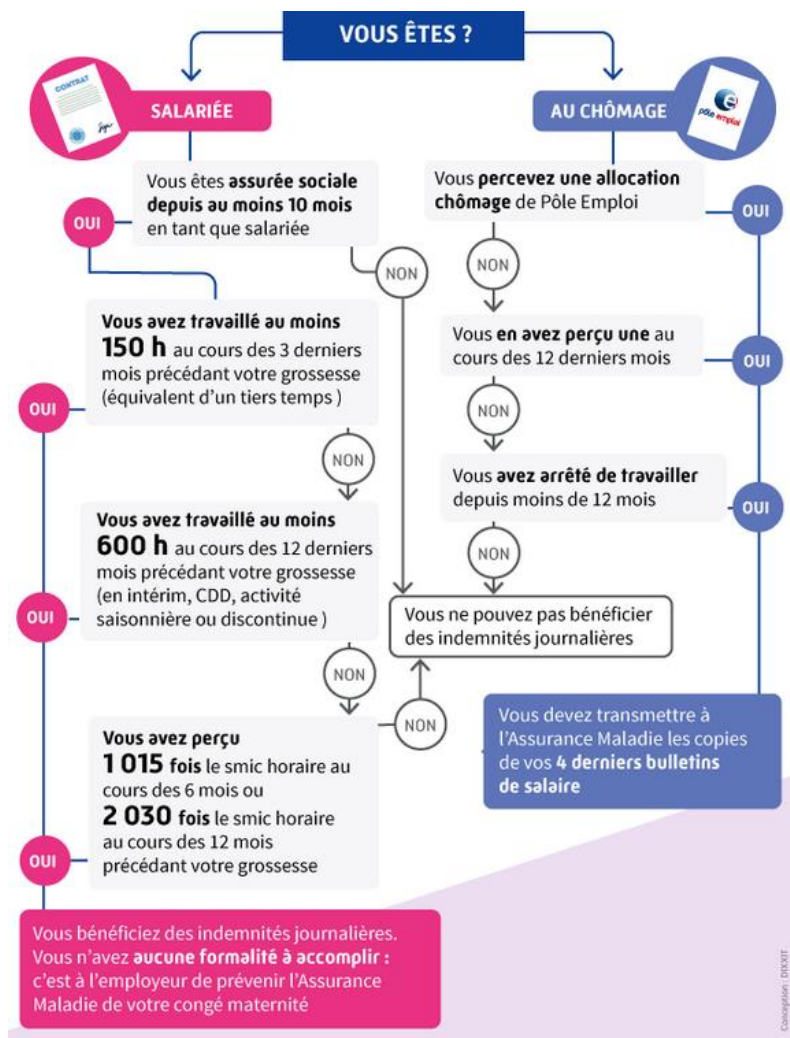 VOUS ÊTES ?
CONTRAT
SALARIÉE
Vous êtes assurée sociale
depuis au moins 10 mois
en tant que salariée
OUI
NON
Vous avez travaillé au moins
150 h au cours des 3 derniers
mois précédant votre grossesse
(équivalent d'un tiers temps )
OUI
NON
Vous avez travaillé au moins
600 h au cours des 12 derniers
mois précédant votre grossesse
(en intérim, CDD, activité
saisonnière ou discontinue )
OUI
NON
Vous avez perçu
1 015 fois le smic horaire au
cours des 6 mois ou
2 030 fois le smic horaire
au cours des 12 mois
précédant votre grossesse
OUI
NON
Vous bénéficiez des indemnités journalières.
Vous n'avez aucune formalité à accomplir :
c'est à l'employeur de prévenir l'Assurance
Maladie de votre congé maternité
AU CHÔMAGE
pôle emploi
Vous percevez une allocation
chômage de Pôle Emploi
OUI
NON
Vous en avez perçu une au
cours des 12 derniers mois
OUI
NON
Vous avez arrêté de travailler
depuis moins de 12 mois
OUI
NON
Vous ne pouvez pas bénéficier
des indemnités journalières
Vous devez transmettre à
l'Assurance Maladie les copies
de vos 4 derniers bulletins
de salaire
Conception : DIXXIT